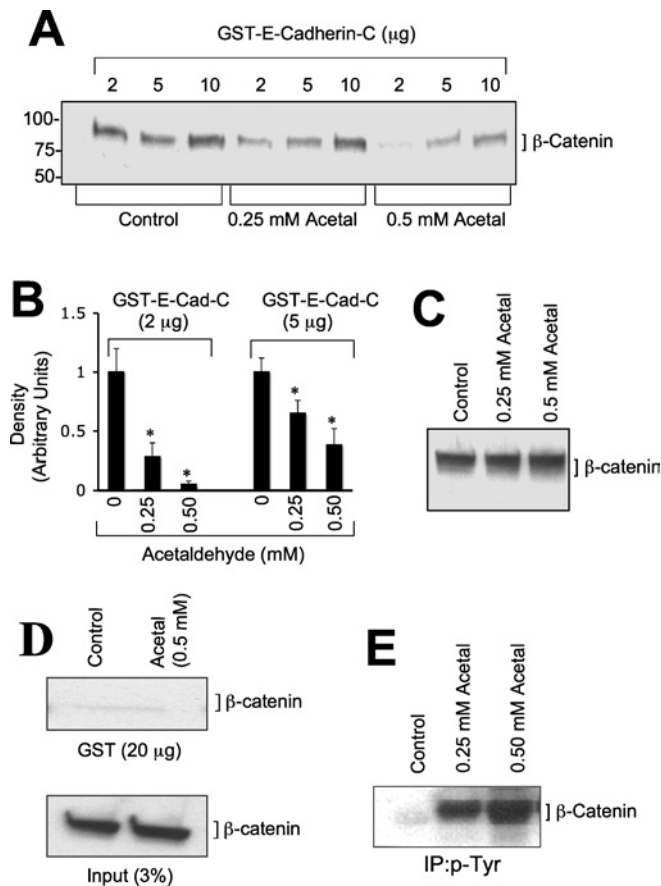 A
GST-E-Cadherin-C (μg)
2 5 10 2 5 10 2 5 10
100-
75-
50-
] β-Catenin
Control 0.25 mM Acetal 0.5 mM Acetal
B
GST-E-Cad-C (2 μg)
GST-E-Cad-C (5 μg)
Density (Arbitrary Units)
1.5
1
0.5
0
* * * *
0 0.25 0.50 0 0.25 0.50
Acetaldehyde (mM)
C
Control
0.25 mM Acetal
0.5 mM Acetal
] β-catenin
D
Control
Acetal (0.5 mM)
] β-catenin
GST (20 μg)
] β-catenin
Input (3%)
E
Control
0.25 mM Acetal
0.50 mM Acetal
] β-Catenin
IP:p-Tyr